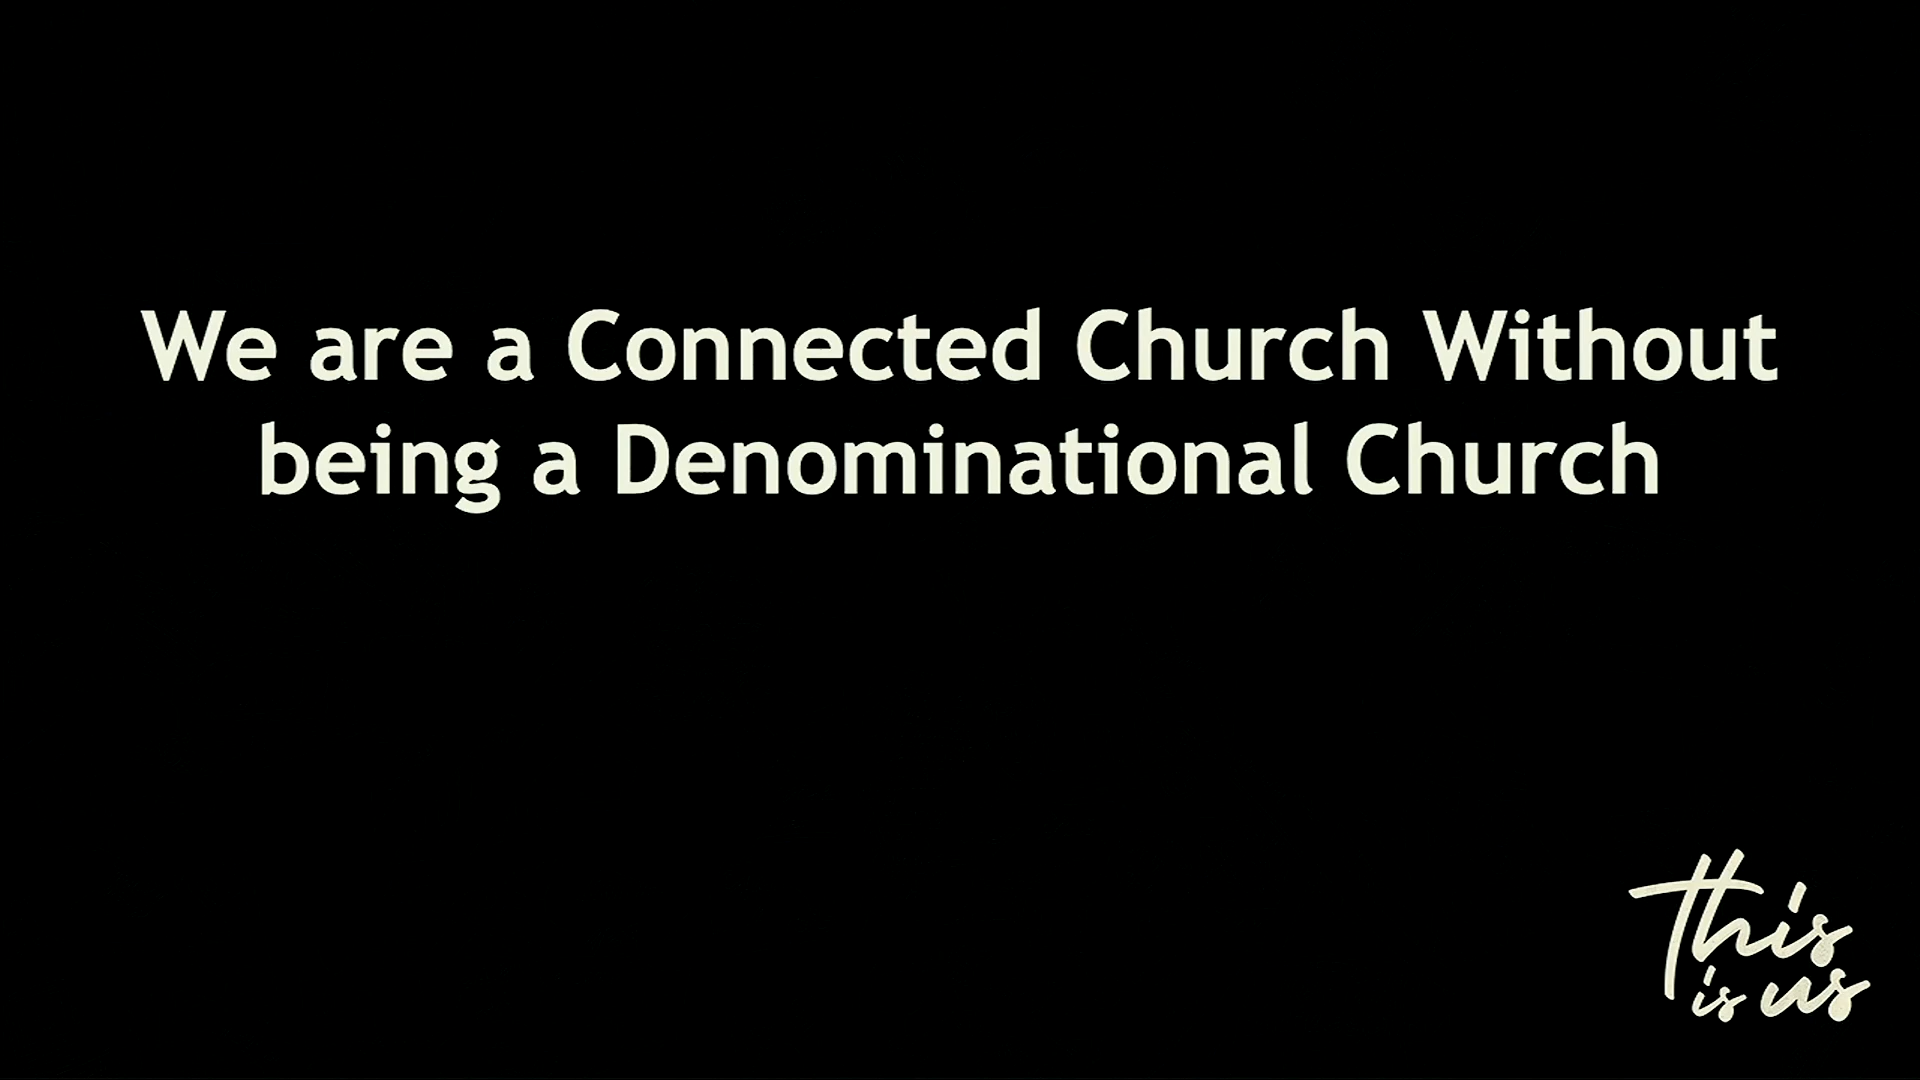 We are a Connected Church Without
being a Denominational Church
this
is us